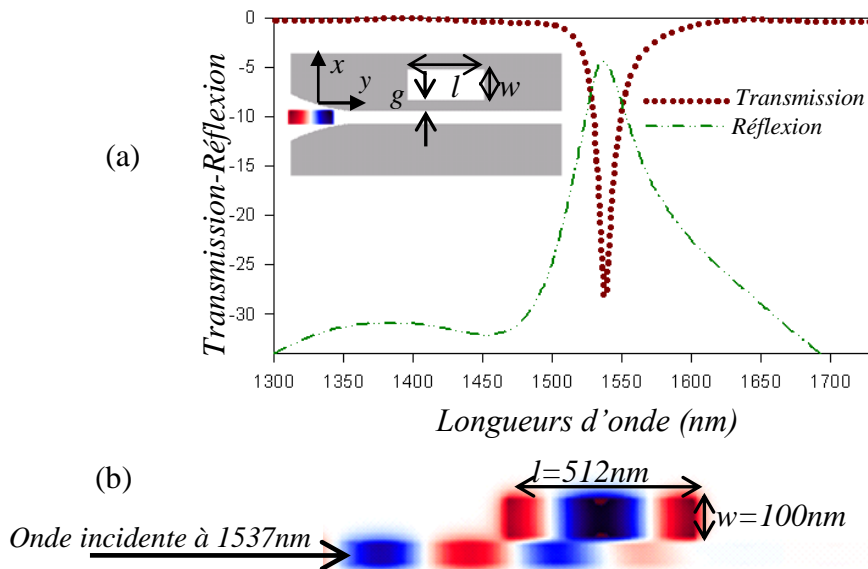 (a)
Transmission-Réflexion
0
-5
-10
-15
-20
-25
-30
x
y
g
l
w
Transmission
Réflexion
1300 1350 1400 1450 1500 1550 1600 1650 1700
Longueurs d'onde (nm)
(b)
l=512nm
w=100nm
Onde incidente à 1537nm